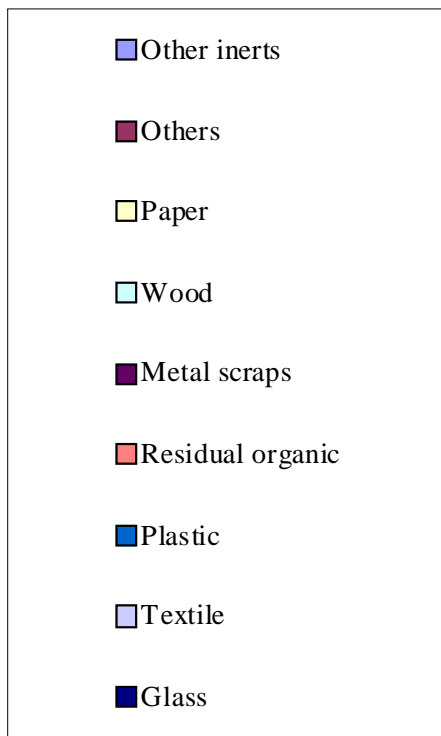 Other inerts
Others
Paper
Wood
Metal scraps
Residual organic
Plastic
Textile
Glass